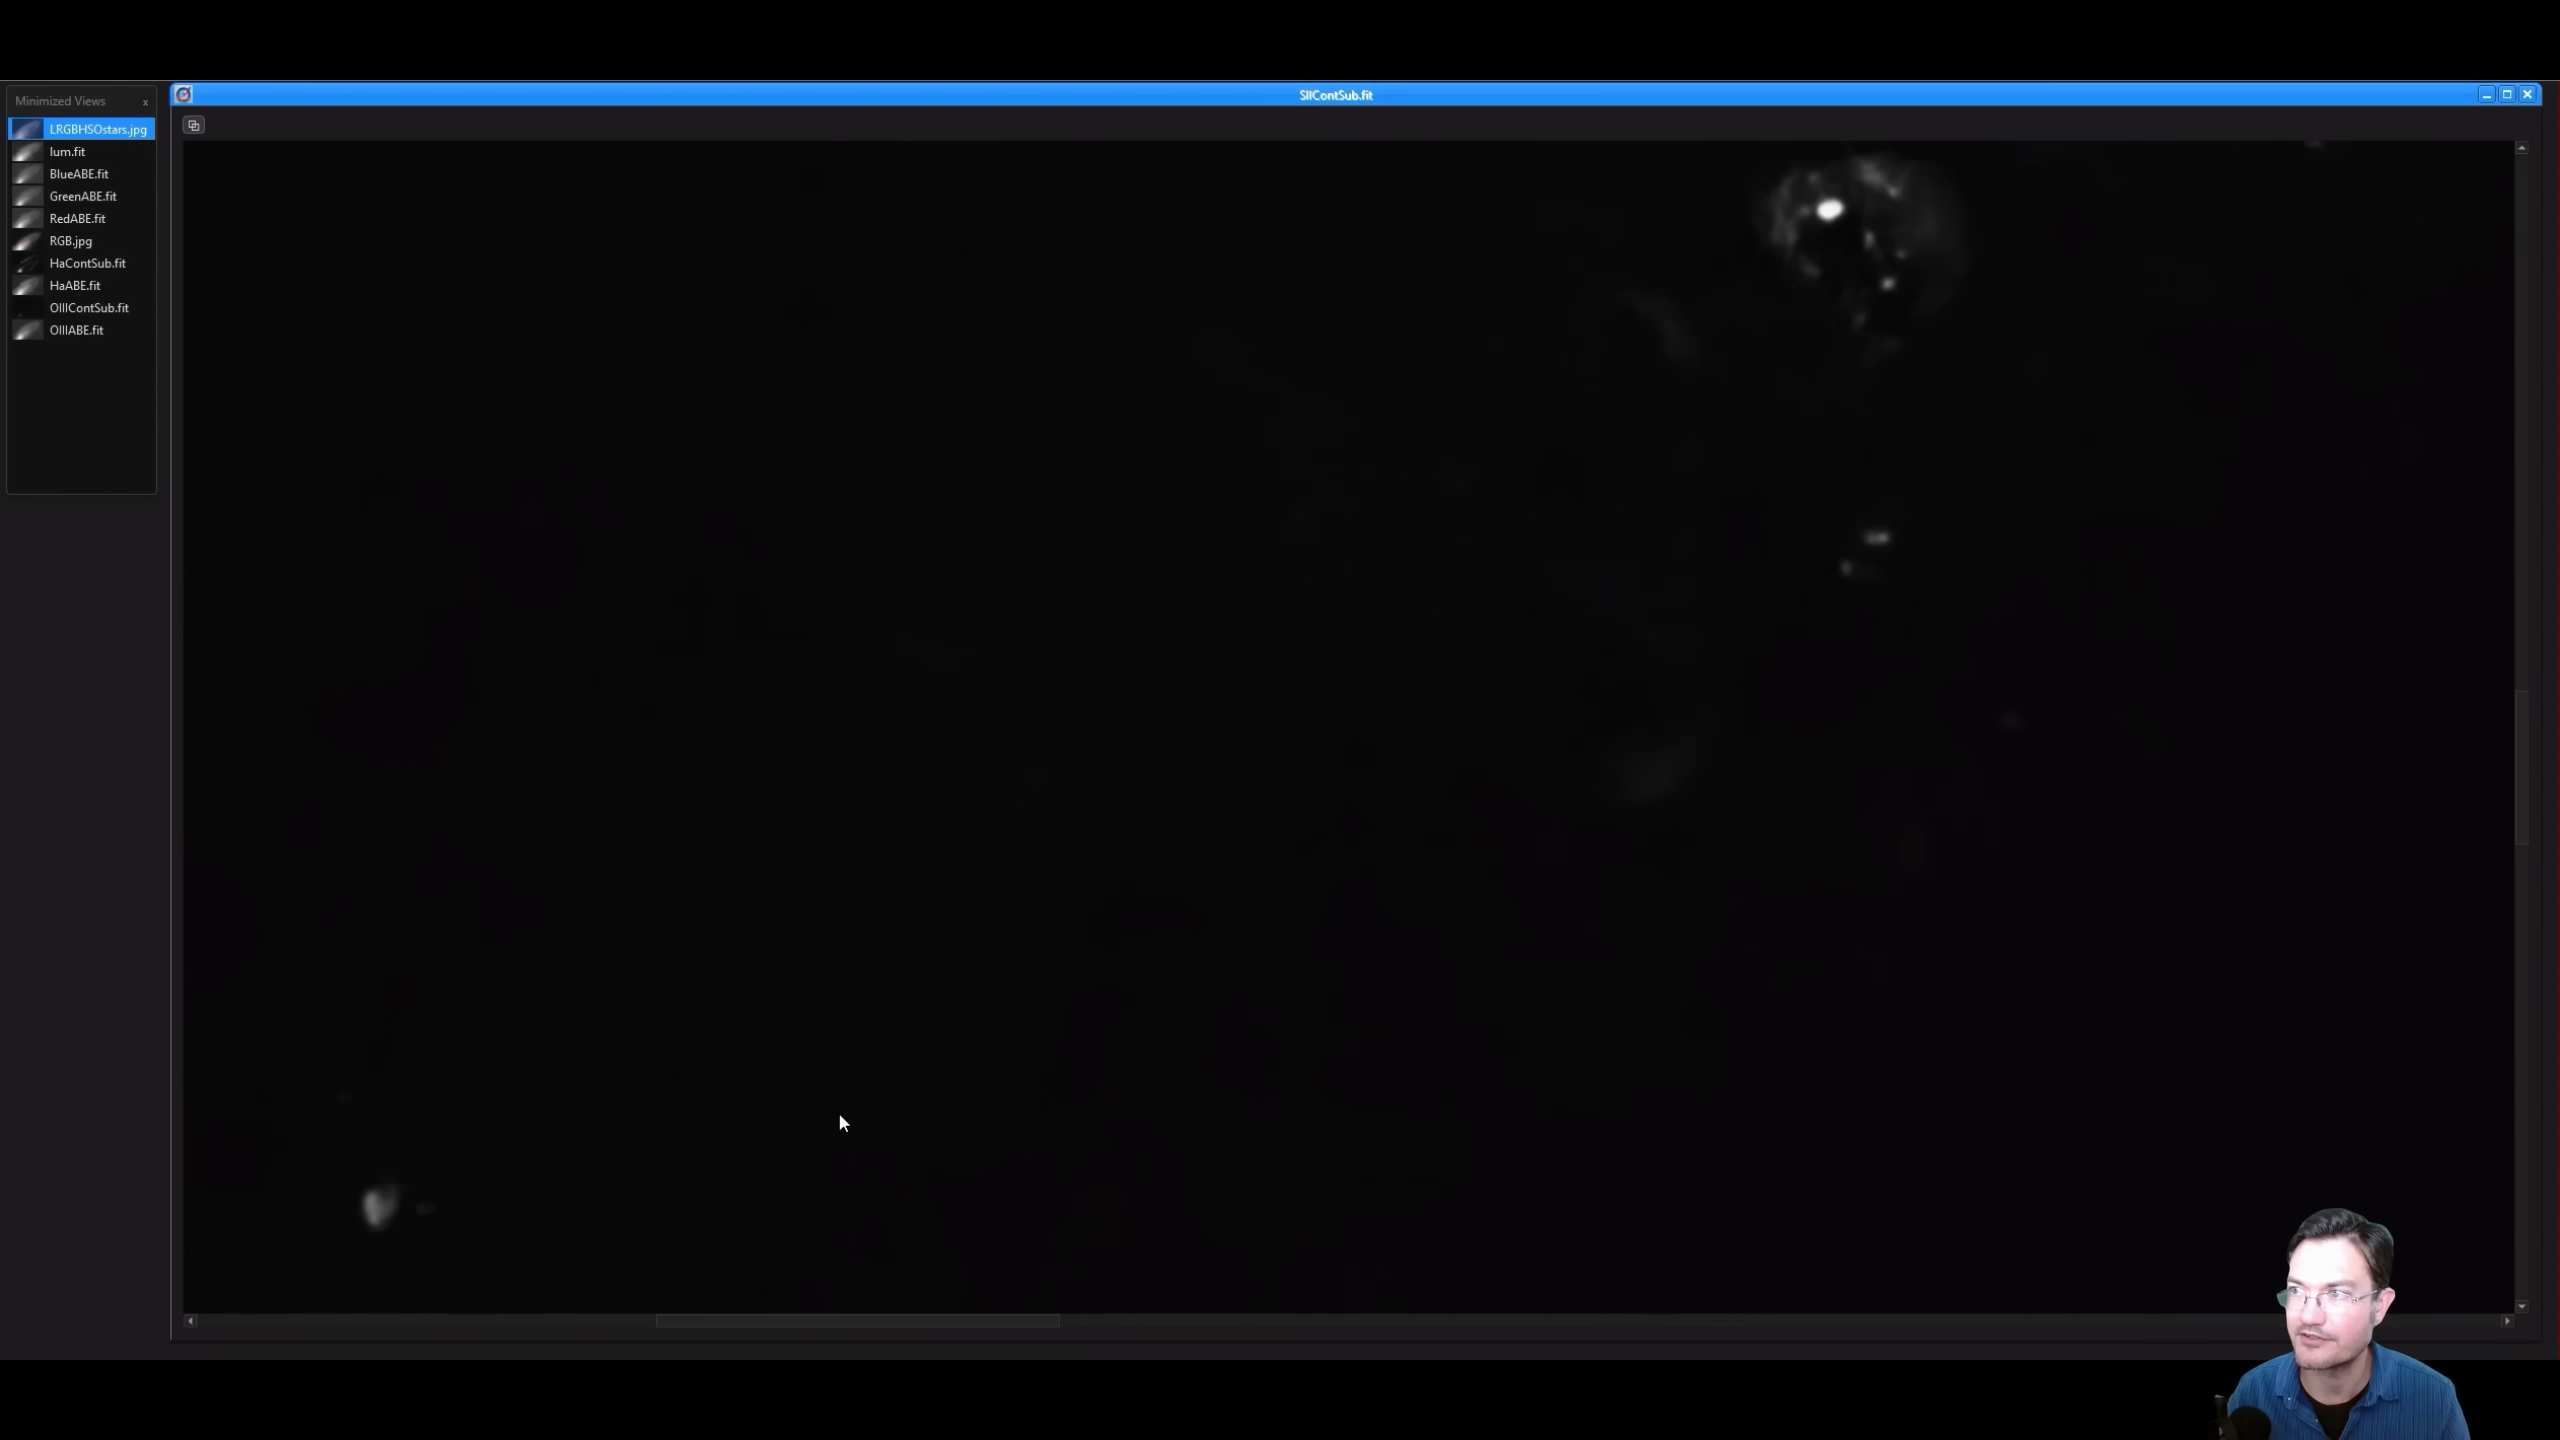 SIIContSub.fit
Minimized Views
x
LRGBHSOstars.jpg
lum.fit
BlueABE.fit
GreenABE.fit
RedABE.fit
RGB.jpg
HaContSub.fit
HaABE.fit
OIIIContSub.fit
OIIIABE.fit